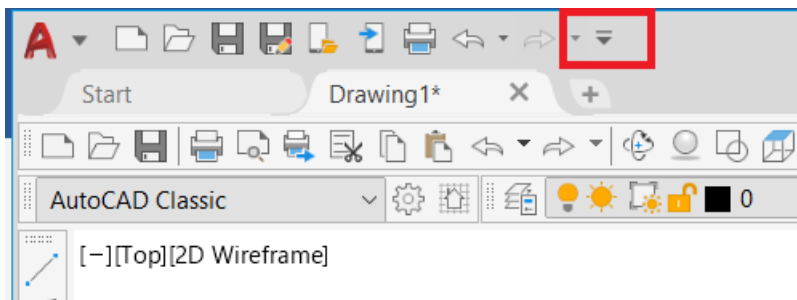 A
Start
Drawing1*
AutoCAD Classic
0
[−][Top][2D Wireframe]